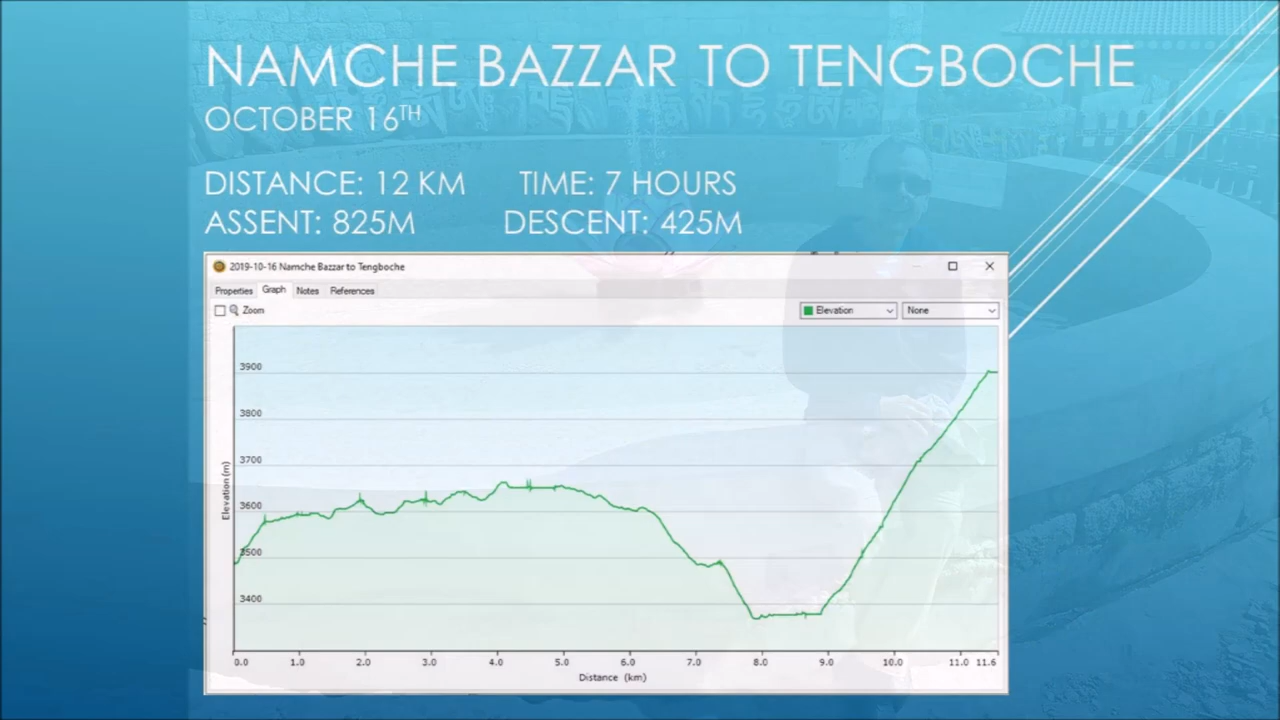 NAMCHE BAZZAR TO TENGBOCHE
OCTOBER 16TH
DISTANCE: 12 KM TIME: 7 HOURS
ASSENT: 825M DESCENT: 425M
2019-10-16 Namche Bazzar to Tengboche
Properties Graph Notes References
Zoom Elevation None
3900
3800
3700
3600
3500
3400
Elevation (m)
0.0 1.0 2.0 3.0 4.0 5.0 6.0 7.0 8.0 9.0 10.0 11.0 11.6
Distance (km)